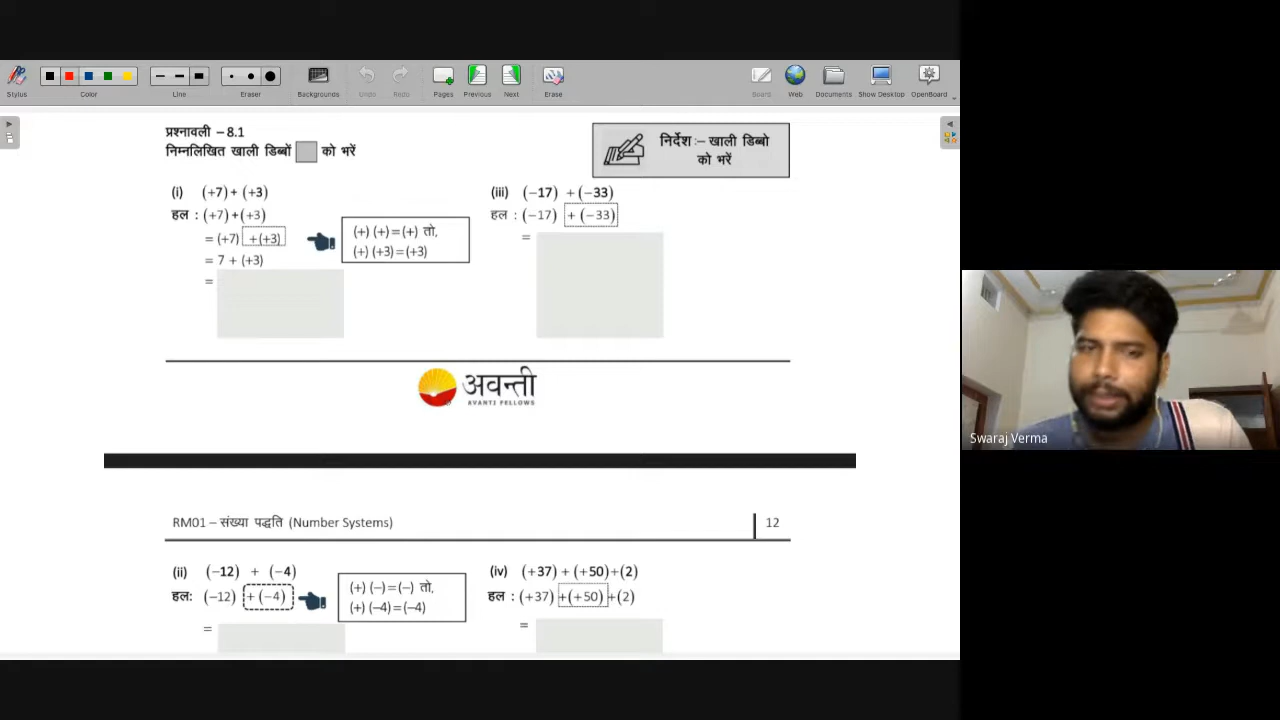 Stylus
Color
Line
Eraser
Backgrounds
Undo
Redo
Pages
Previous
Next
Erase
Board
Web
Documents
Show Desktop
OpenBoard
प्रश्नावली – 8.1
निम्नलिखित खाली डिब्बों को भरें
निर्देश :– खाली डिब्बो
को भरें
(i) (+7) + (+3)
हल : (+7) + (+3)
= (+7) + (+3)
= 7 + (+3)
=
(+) (+) = (+) तो,
(+) (+3) = (+3)
(iii) (−17) + (−33)
हल : (−17) + (−33)
=
अवन्ती
AVANTI FELLOWS
RM01 – संख्या पद्धति (Number Systems)
12
(ii) (−12) + (−4)
हल: (−12) + (−4)
=
(+) (−) = (−) तो,
(+) (−4) = (−4)
(iv) (+37) + (+50) + (2)
हल : (+37) + (+50) + (2)
=
Swaraj Verma